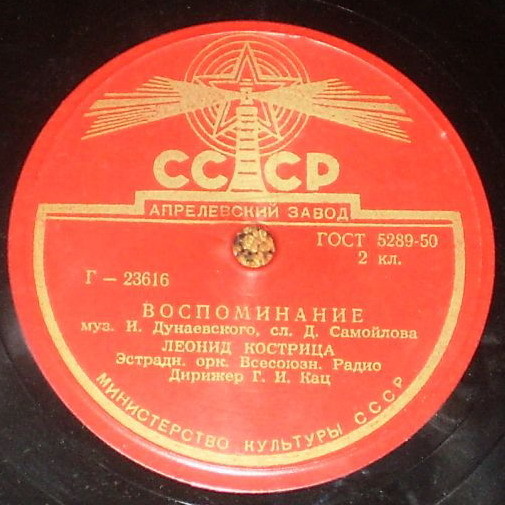 СССР
АПРЕЛЕВСКИЙ ЗАВОД
ГОСТ 5289-50
2 кл.
Г — 23616
ВОСПОМИНАНИЕ
муз. И. Дунаевского, сл. Д. Самойлова
ЛЕОНИД КОСТРИЦА
Эстрадн. орк. Всесоюзн. Радио
Дирижер Г. И. Кац
МИНИСТЕРСТВО КУЛЬТУРЫ СССР